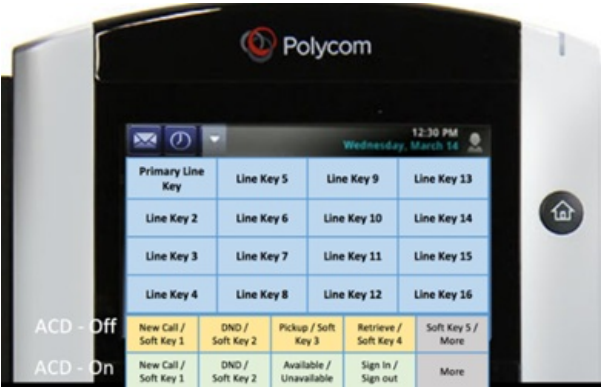 Polycom
12:30 PM
Wednesday, March 14
Primary Line
Key
Line Key 5
Line Key 9
Line Key 13
Line Key 2
Line Key 6
Line Key 10
Line Key 14
Line Key 3
Line Key 7
Line Key 11
Line Key 15
Line Key 4
Line Key 8
Line Key 12
Line Key 16
ACD - Off
New Call /
Soft Key 1
DND /
Soft Key 2
Pickup / Soft
Key 3
Retrieve /
Soft Key 4
Soft Key 5 /
More
ACD - On
New Call /
Soft Key 1
DND /
Soft Key 2
Available /
Unavailable
Sign In /
Sign out
More